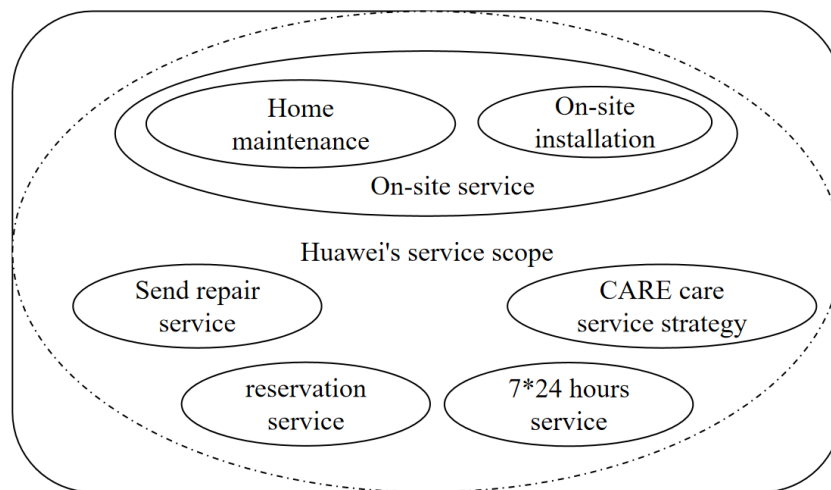 Home
maintenance
On-site
installation
On-site service
Huawei's service scope
Send repair
service
CARE care
service strategy
reservation
service
7*24 hours
service